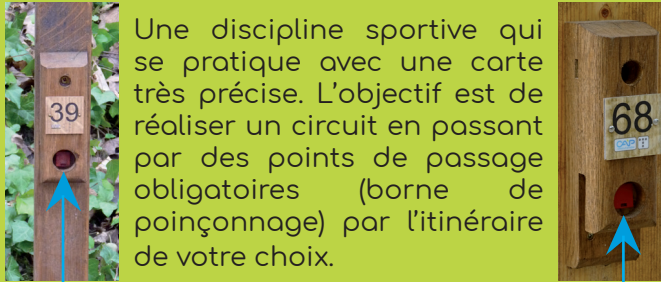 Une discipline sportive qui
se pratique avec une carte
très précise. L'objectif est de
réaliser un circuit en passant
par des points de passage
obligatoires (borne de
poinçonnage) par l'itinéraire
de votre choix.
39
68